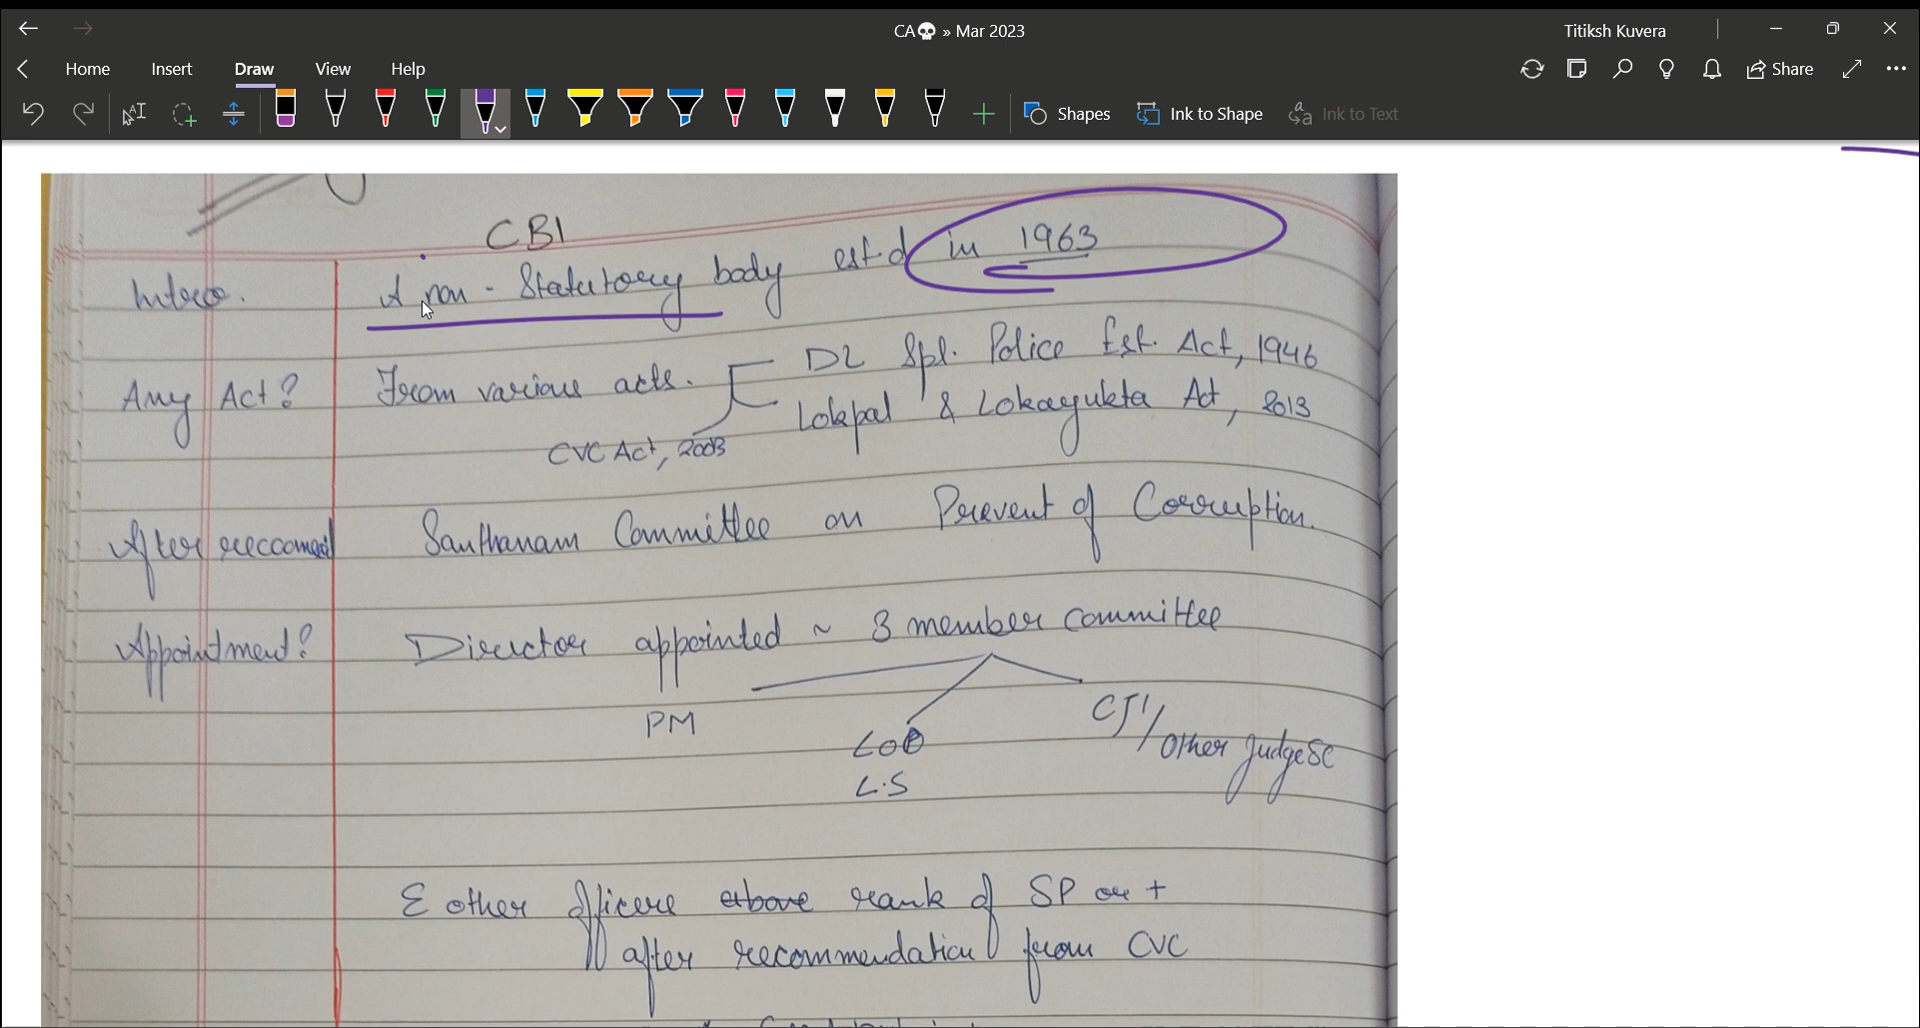 CA💀 » Mar 2023
Titiksh Kuvera
Home Insert Draw View Help
Share
Shapes Ink to Shape Ink to Text
CBI
Intro. A non - Statutory body est.d in 1963
Any Act? From various acts. DL Spl. Police Est. Act, 1946
Lokpal & Lokayukta Act, 2013
CVC Act, 2003
After reccomend Santhanam Committee on Prevent of Corruption.
Appointment? Director appointed ~ 3 member committee
PM
CJI/
LOP other judge SC
L.S
& other officers above rank of SP or +
after recommendation from CVC